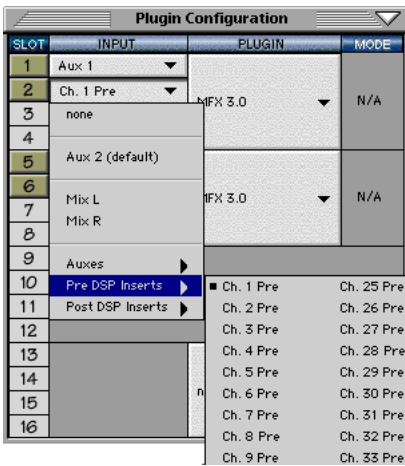 Plugin Configuration
SLOT INPUT PLUGIN MODE
1 Aux 1
2 Ch. 1 Pre
MFX 3.0 N/A
3 none
4
Aux 2 (default)
5
6
MFX 3.0 N/A
Mix L
7
Mix R
8
9
Auxes
10 Pre DSP Inserts
Ch. 1 Pre Ch. 25 Pre
11 Post DSP Inserts
Ch. 2 Pre Ch. 26 Pre
12
Ch. 3 Pre Ch. 27 Pre
13
Ch. 4 Pre Ch. 28 Pre
14
Ch. 5 Pre Ch. 29 Pre
n
Ch. 6 Pre Ch. 30 Pre
15
Ch. 7 Pre Ch. 31 Pre
16
Ch. 8 Pre Ch. 32 Pre
Ch. 9 Pre Ch. 33 Pre